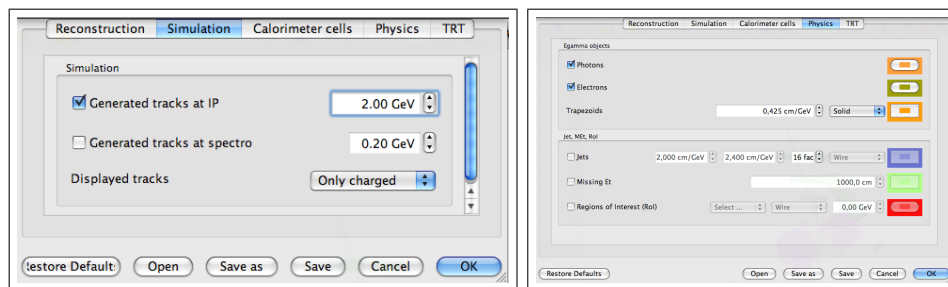 Reconstruction Simulation Calorimeter cells Physics TRT
Simulation
Generated tracks at IP 2.00 GeV
Generated tracks at spectro 0.20 GeV
Displayed tracks Only charged
Restore Defaults Open Save as Save Cancel OK
Reconstruction Simulation Calorimeter cells Physics TRT
Egamma objects
Photons
Electrons
Trapezoids 0,425 cm/GeV Solid
Jet, MEt, RoI
Jets 2,000 cm/GeV 2,400 cm/GeV 16 fac Wire
Missing Et 1000,0 cm
Regions of Interest (RoI) Select ... Wire 0,00 GeV
Restore Defaults Open Save as Save Cancel OK